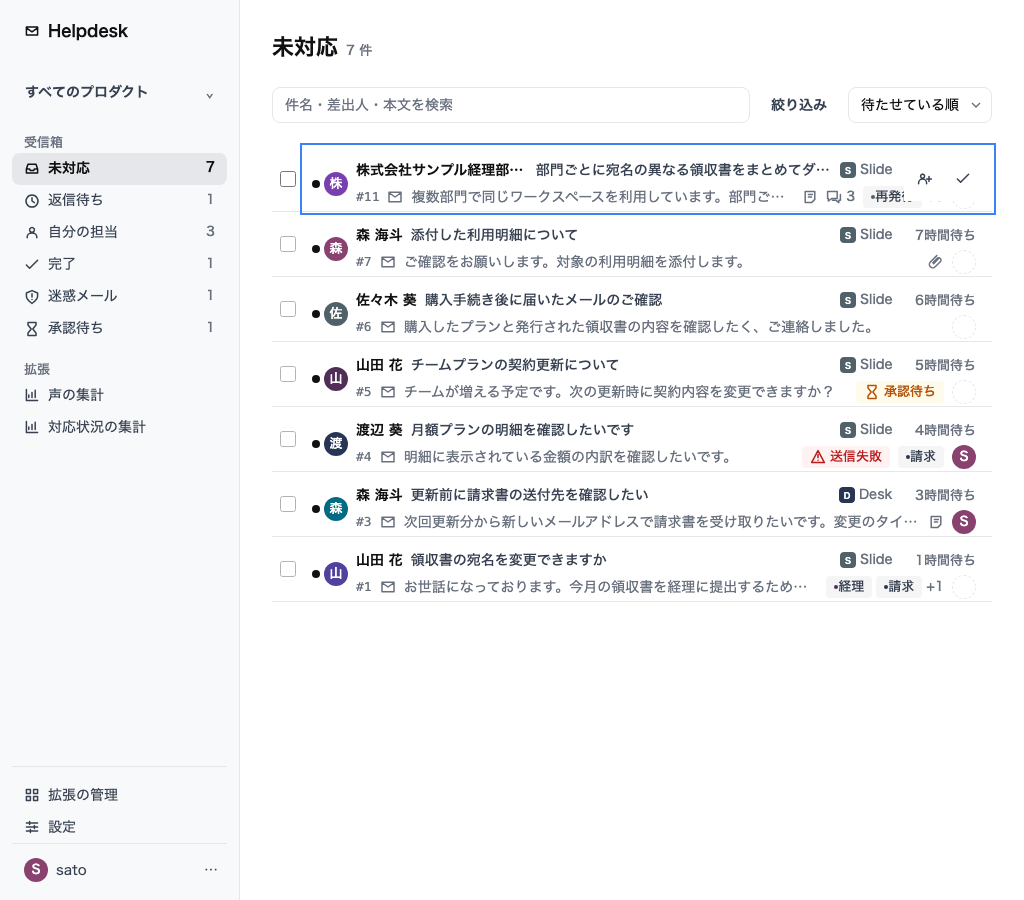 Helpdesk
すべてのプロダクト
受信箱
未対応 7
返信待ち 1
自分の担当 3
完了 1
迷惑メール 1
承認待ち 1
拡張
声の集計
対応状況の集計
拡張の管理
設定
S sato ···
未対応 7 件
件名・差出人・本文を検索 絞り込み 待たせている順
株 株式会社サンプル経理部… 部門ごとに宛名の異なる領収書をまとめてダ… S Slide
#11 複数部門で同じワークスペースを利用しています。部門ご… 3 •再発
森 森 海斗 添付した利用明細について S Slide 7時間待ち
#7 ご確認をお願いします。対象の利用明細を添付します。
佐 佐々木 葵 購入手続き後に届いたメールのご確認 S Slide 6時間待ち
#6 購入したプランと発行された領収書の内容を確認したく、ご連絡しました。
山 山田 花 チームプランの契約更新について S Slide 5時間待ち
#5 チームが増える予定です。次の更新時に契約内容を変更できますか？ 承認待ち
渡 渡辺 葵 月額プランの明細を確認したいです S Slide 4時間待ち
#4 明細に表示されている金額の内訳を確認したいです。 送信失敗 •請求 S
森 森 海斗 更新前に請求書の送付先を確認したい D Desk 3時間待ち
#3 次回更新分から新しいメールアドレスで請求書を受け取りたいです。変更のタイ… S
山 山田 花 領収書の宛名を変更できますか S Slide 1時間待ち
#1 お世話になっております。今月の領収書を経理に提出するため… •経理 •請求 +1